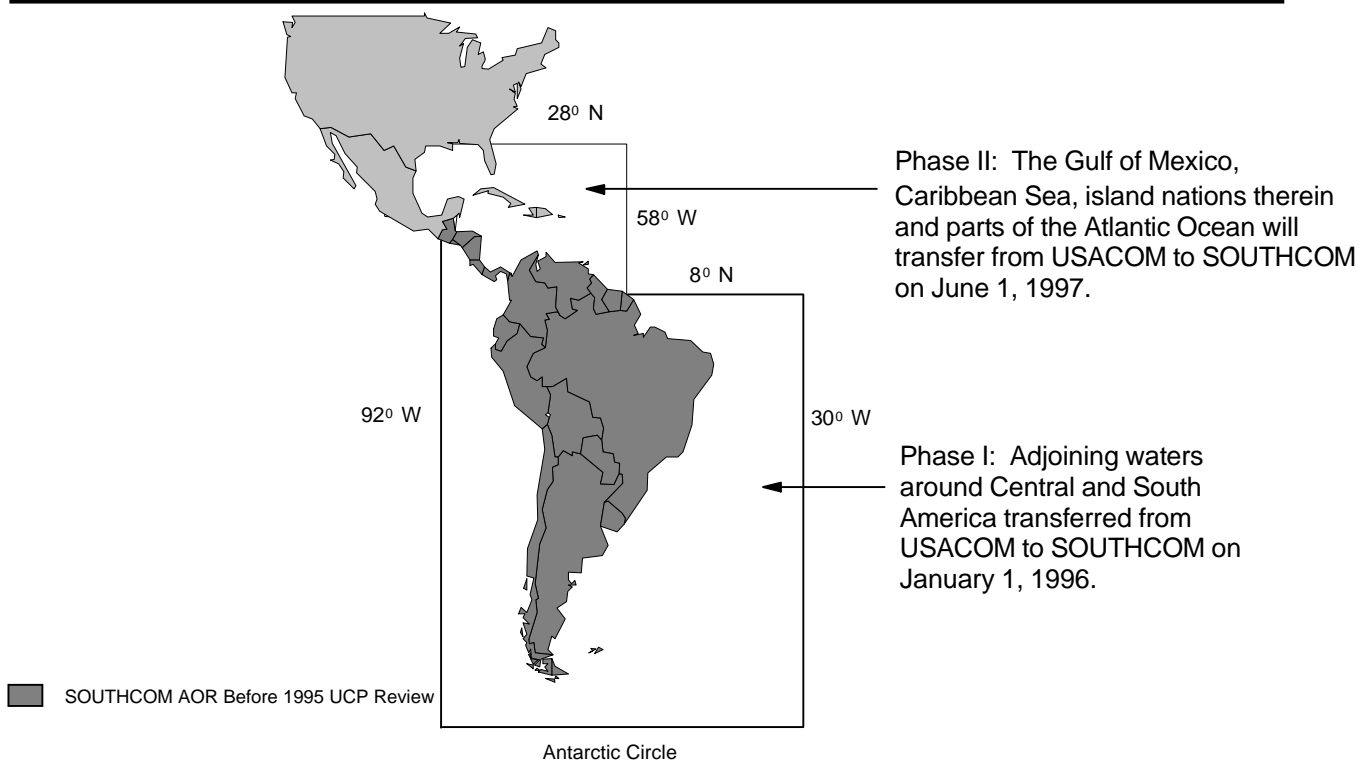 28⁰ N
Phase II: The Gulf of Mexico,
Caribbean Sea, island nations therein
and parts of the Atlantic Ocean will
transfer from USACOM to SOUTHCOM
on June 1, 1997.
58⁰ W
8⁰ N
92⁰ W
30⁰ W
Phase I: Adjoining waters
around Central and South
America transferred from
USACOM to SOUTHCOM on
January 1, 1996.
SOUTHCOM AOR Before 1995 UCP Review
Antarctic Circle